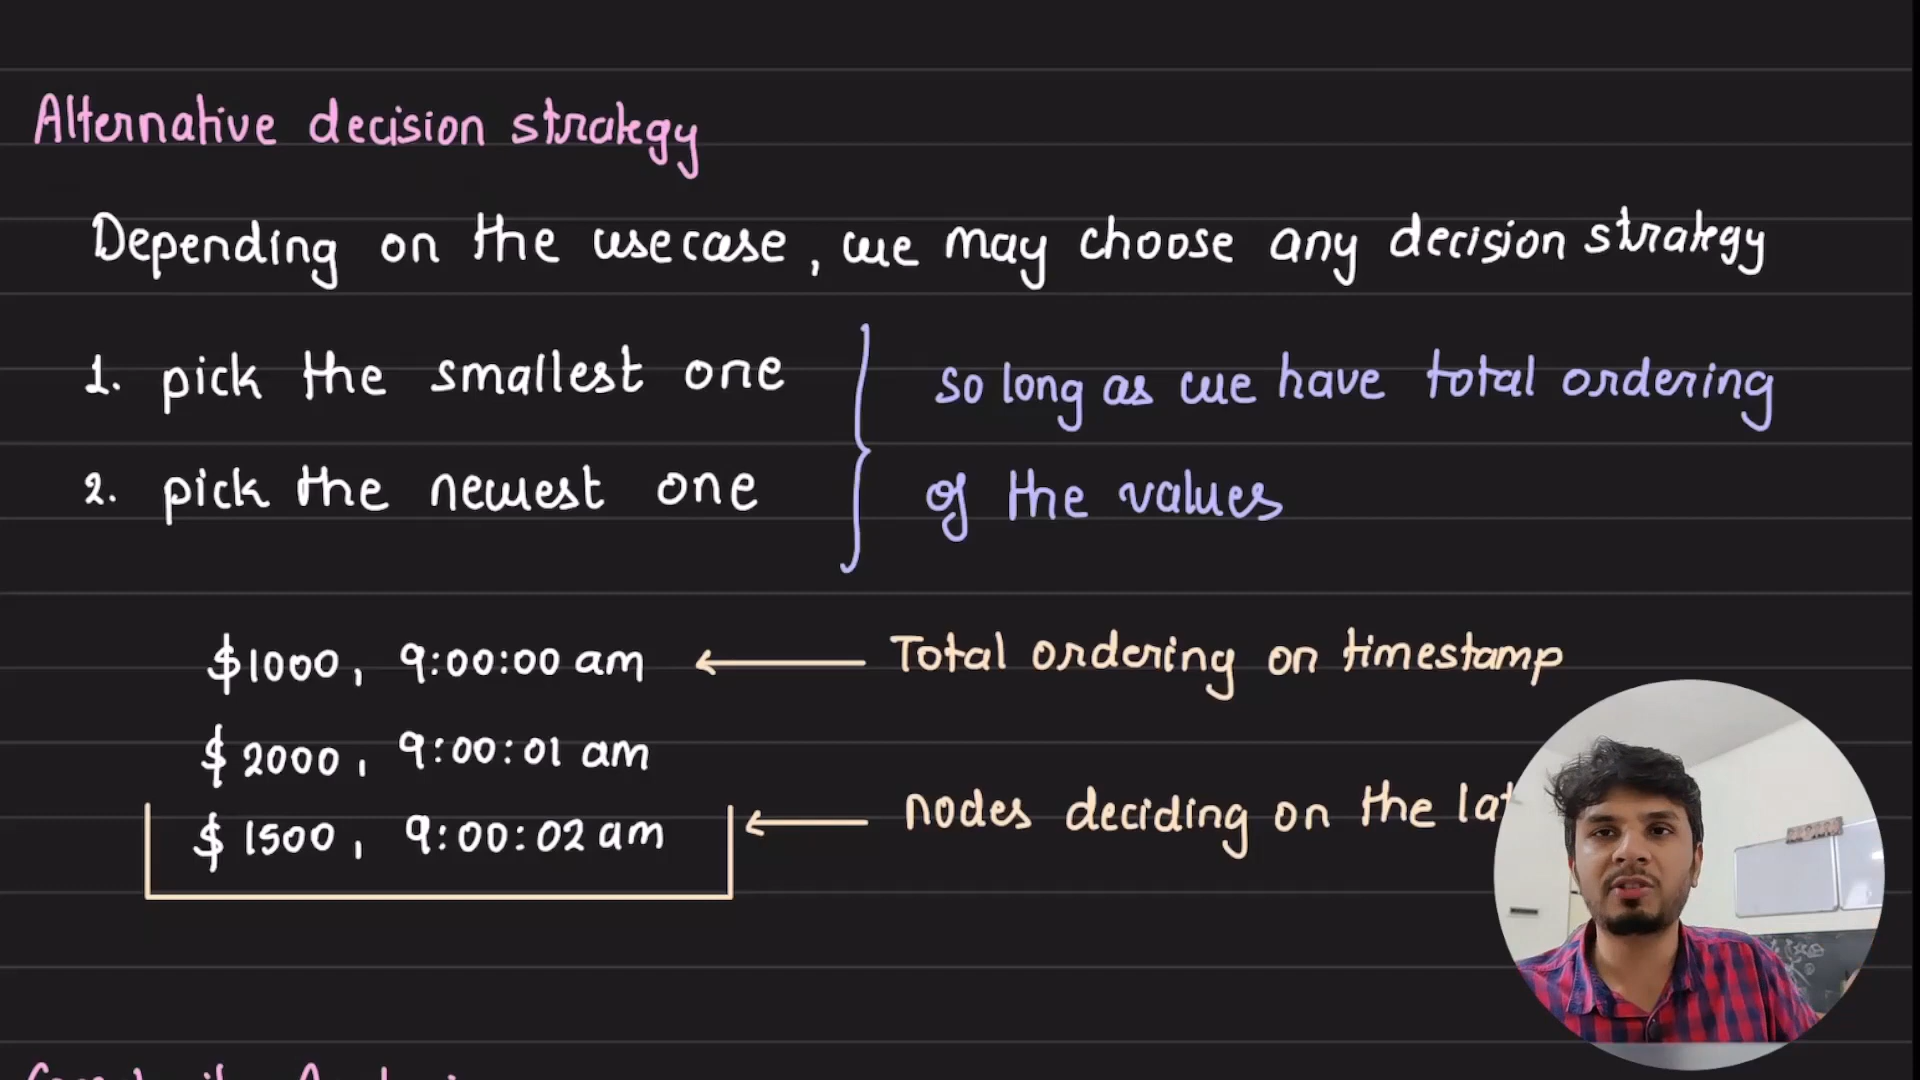 Alternative decision strategy
Depending on the usecase, we may choose any decision strategy
1. pick the smallest one
2. pick the newest one
so long as we have total ordering
of the values
$1000, 9:00:00 am ← Total ordering on timestamp
$2000, 9:00:01 am
$1500, 9:00:02 am ← nodes deciding on the